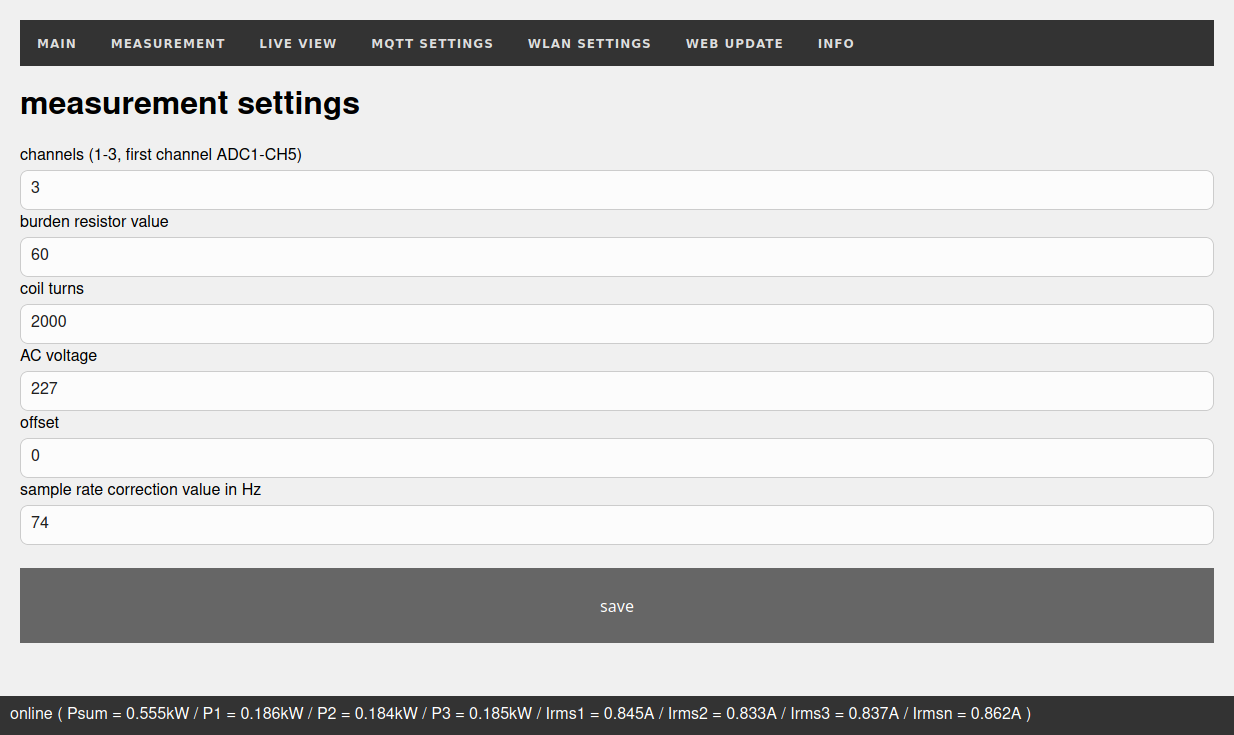 MAIN MEASUREMENT LIVE VIEW MQTT SETTINGS WLAN SETTINGS WEB UPDATE INFO
measurement settings
channels (1-3, first channel ADC1-CH5)
3
burden resistor value
60
coil turns
2000
AC voltage
227
offset
0
sample rate correction value in Hz
74
save
online ( Psum = 0.555kW / P1 = 0.186kW / P2 = 0.184kW / P3 = 0.185kW / Irms1 = 0.845A / Irms2 = 0.833A / Irms3 = 0.837A / Irmsn = 0.862A )